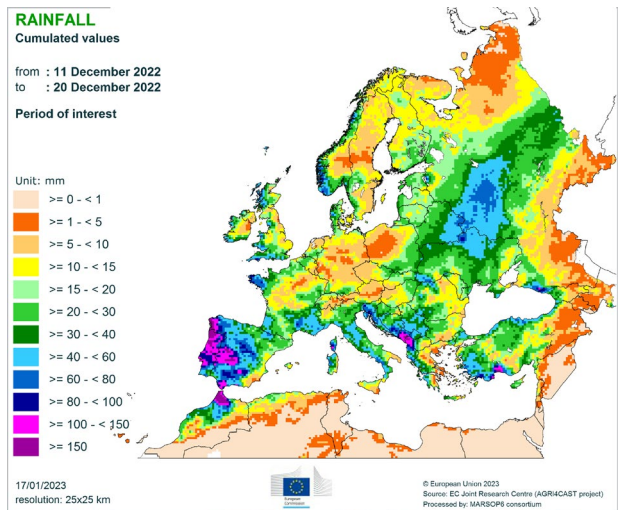 RAINFALL
Cumulated values
from : 11 December 2022
to : 20 December 2022
Period of interest
Unit: mm
>= 0 - < 1
>= 1 - < 5
>= 5 - < 10
>= 10 - < 15
>= 15 - < 20
>= 20 - < 30
>= 30 - < 40
>= 40 - < 60
>= 60 - < 80
>= 80 - < 100
>= 100 - < 150
>= 150
17/01/2023
resolution: 25x25 km
European
Commission
© European Union 2023
Source: EC Joint Research Centre (AGRI4CAST project)
Processed by: MARSOP6 consortium